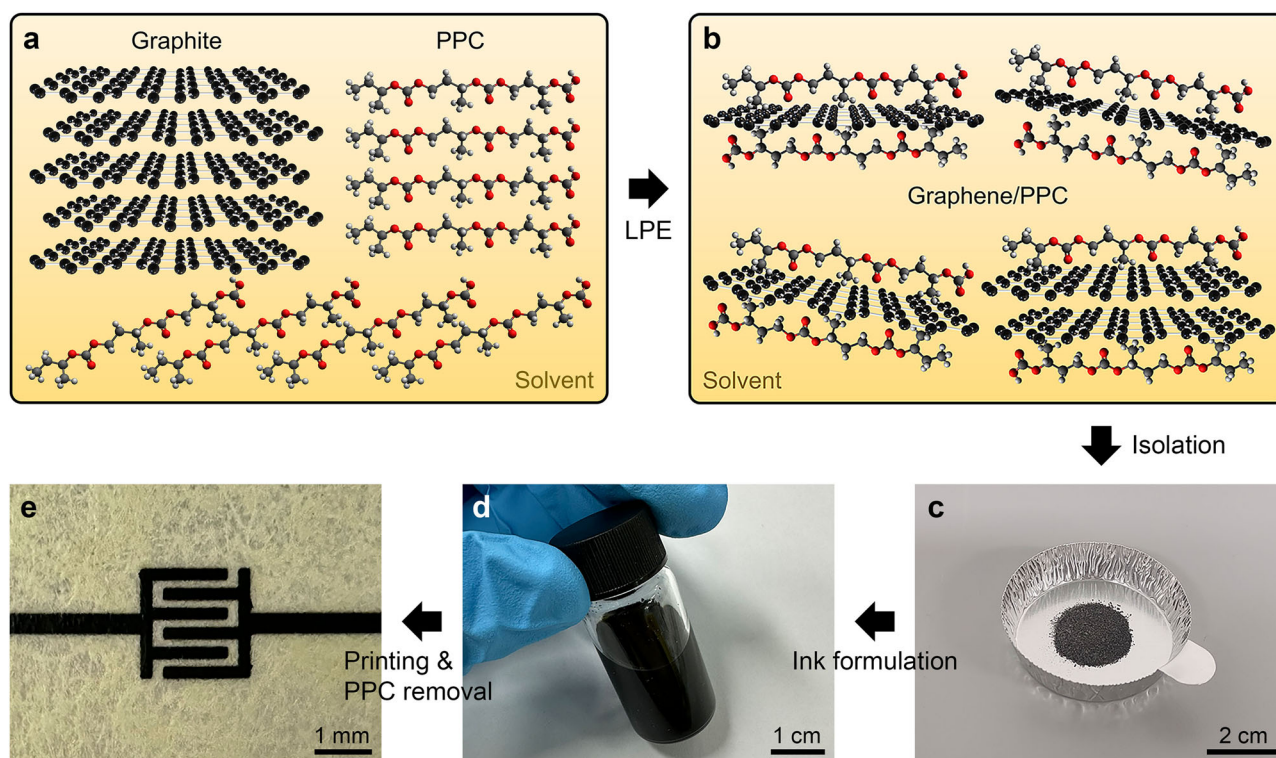 a
Graphite
PPC
Solvent
LPE
b
Graphene/PPC
Solvent
Isolation
c
2 cm
Ink formulation
d
1 cm
Printing &
PPC removal
e
1 mm